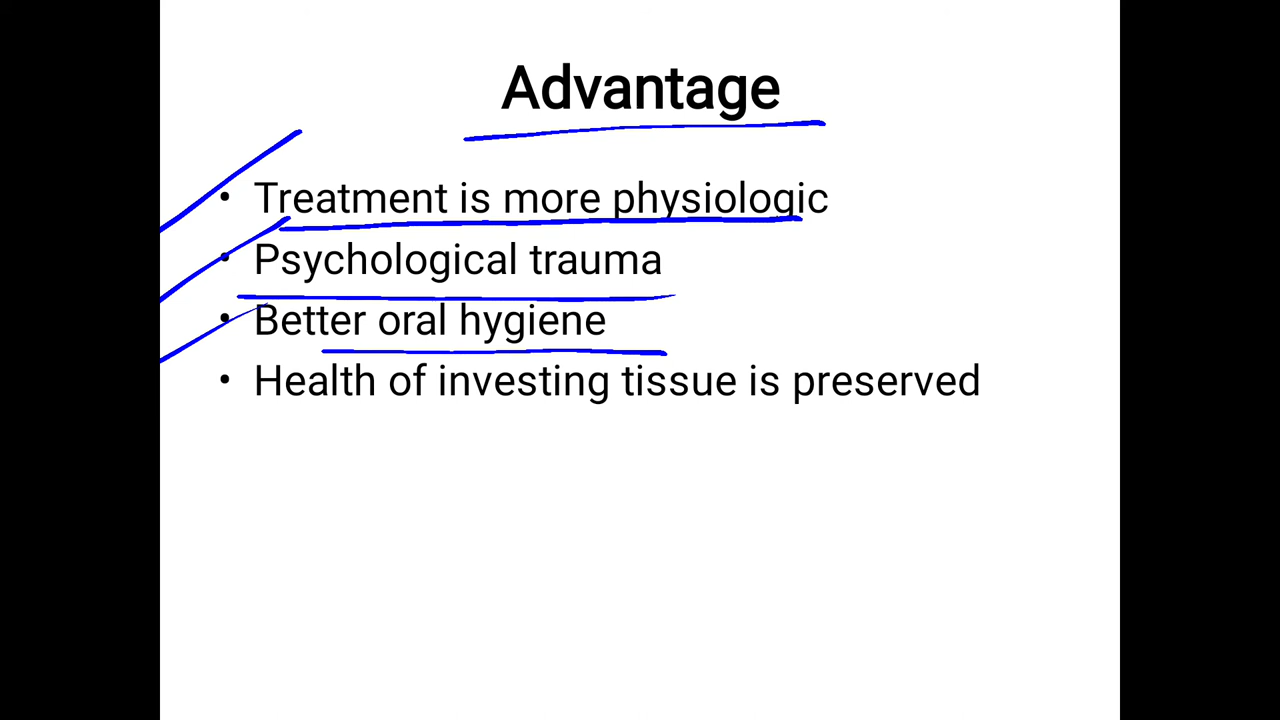 Advantage
• Treatment is more physiologic
• Psychological trauma
• Better oral hygiene
• Health of investing tissue is preserved